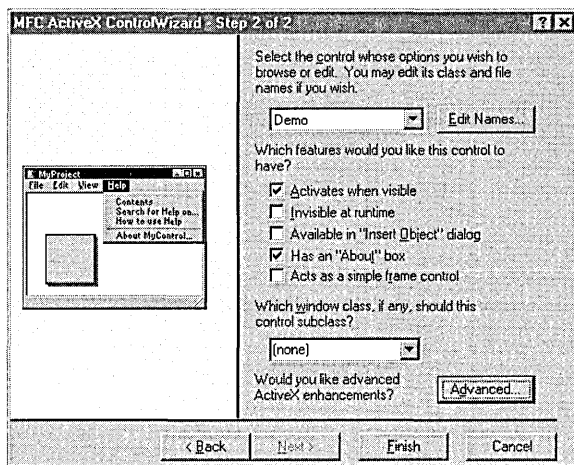 MFC ActiveX ControlWizard - Step 2 of 2
Select the control whose options you wish to
browse or edit. You may edit its class and file
names if you wish.
Demo
Edit Names...
Which features would you like this control to
have?
Activates when visible
Invisible at runtime
Available in "Insert Object" dialog
Has an "About" box
Acts as a simple frame control
Which window class, if any, should this
control subclass?
(none)
Would you like advanced
ActiveX enhancements?
Advanced...
MyProject
File Edit View Help
Contents
Search for Help on...
How to use Help
About MyControl...
< Back
Next >
Finish
Cancel